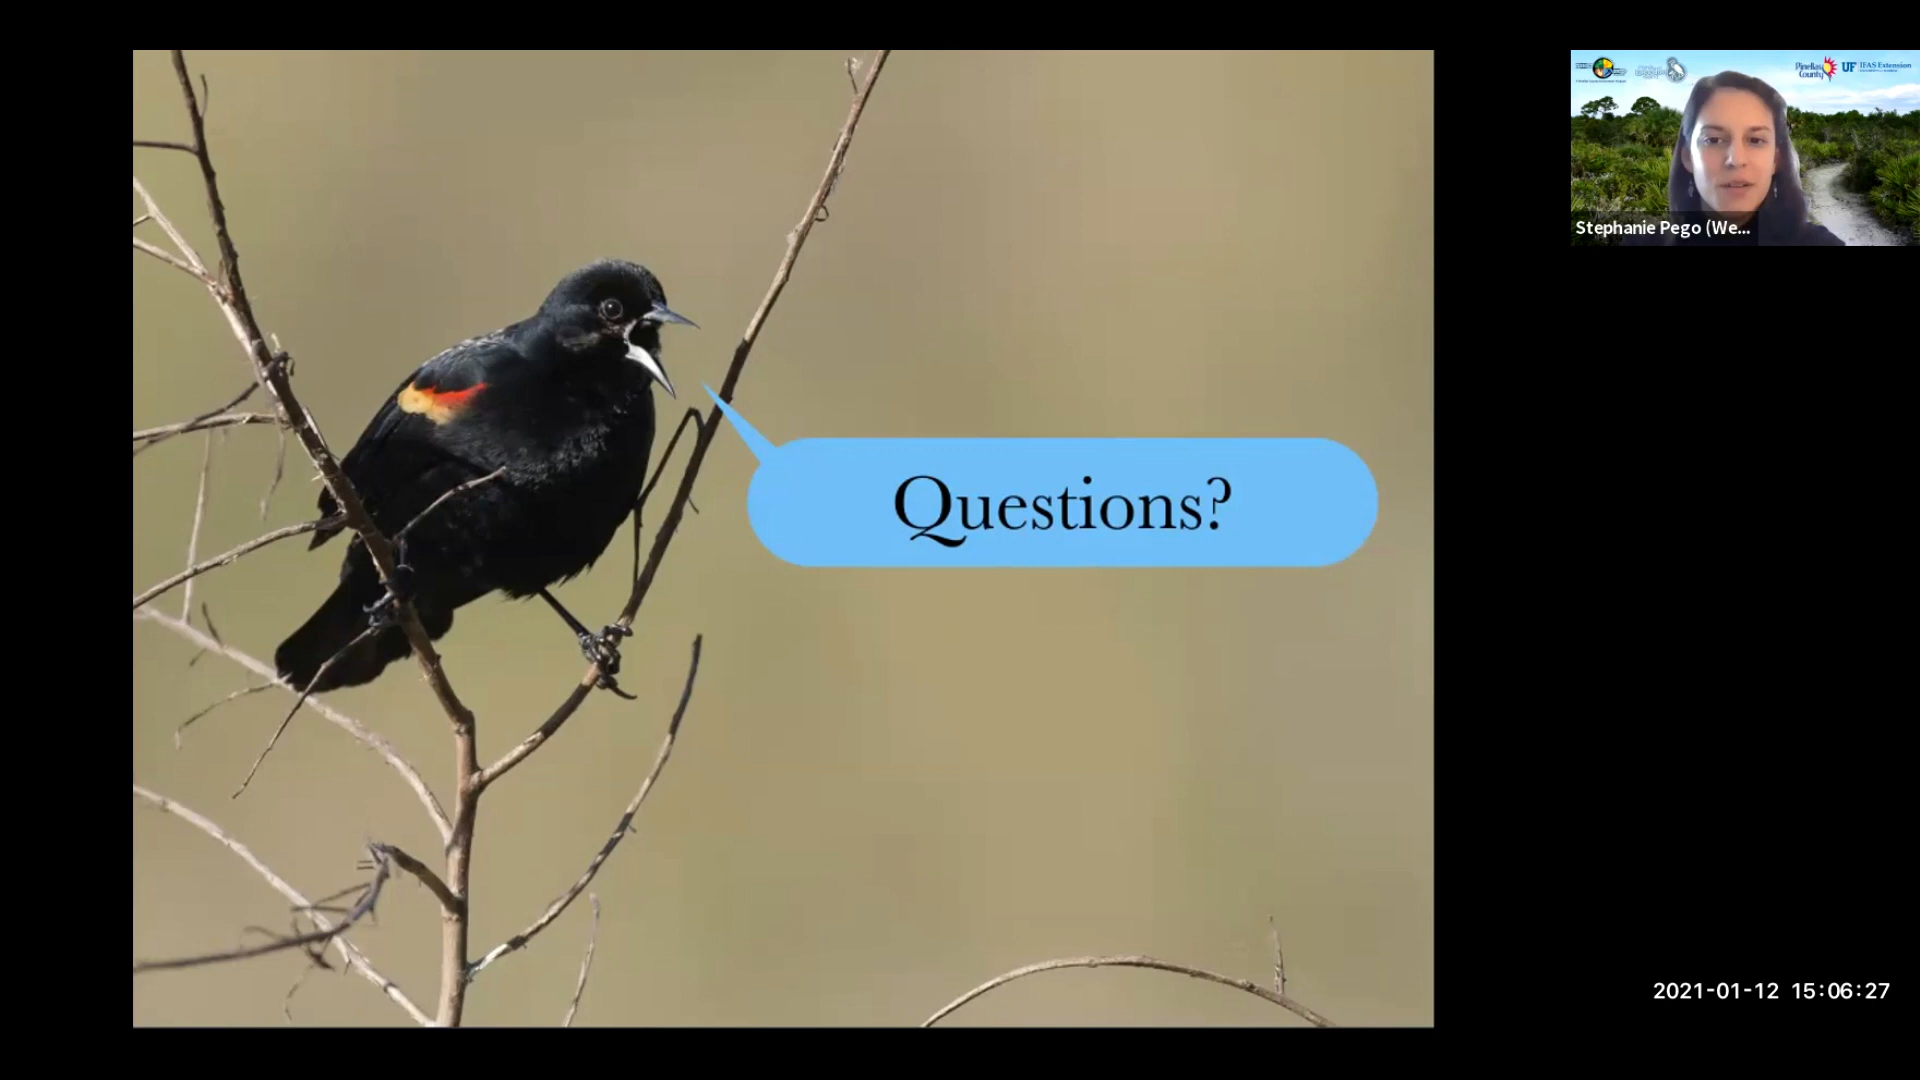 Questions?
Pinellas
County
UF IFAS Extension
Stephanie Pego (We...
2021-01-12 15:06:27